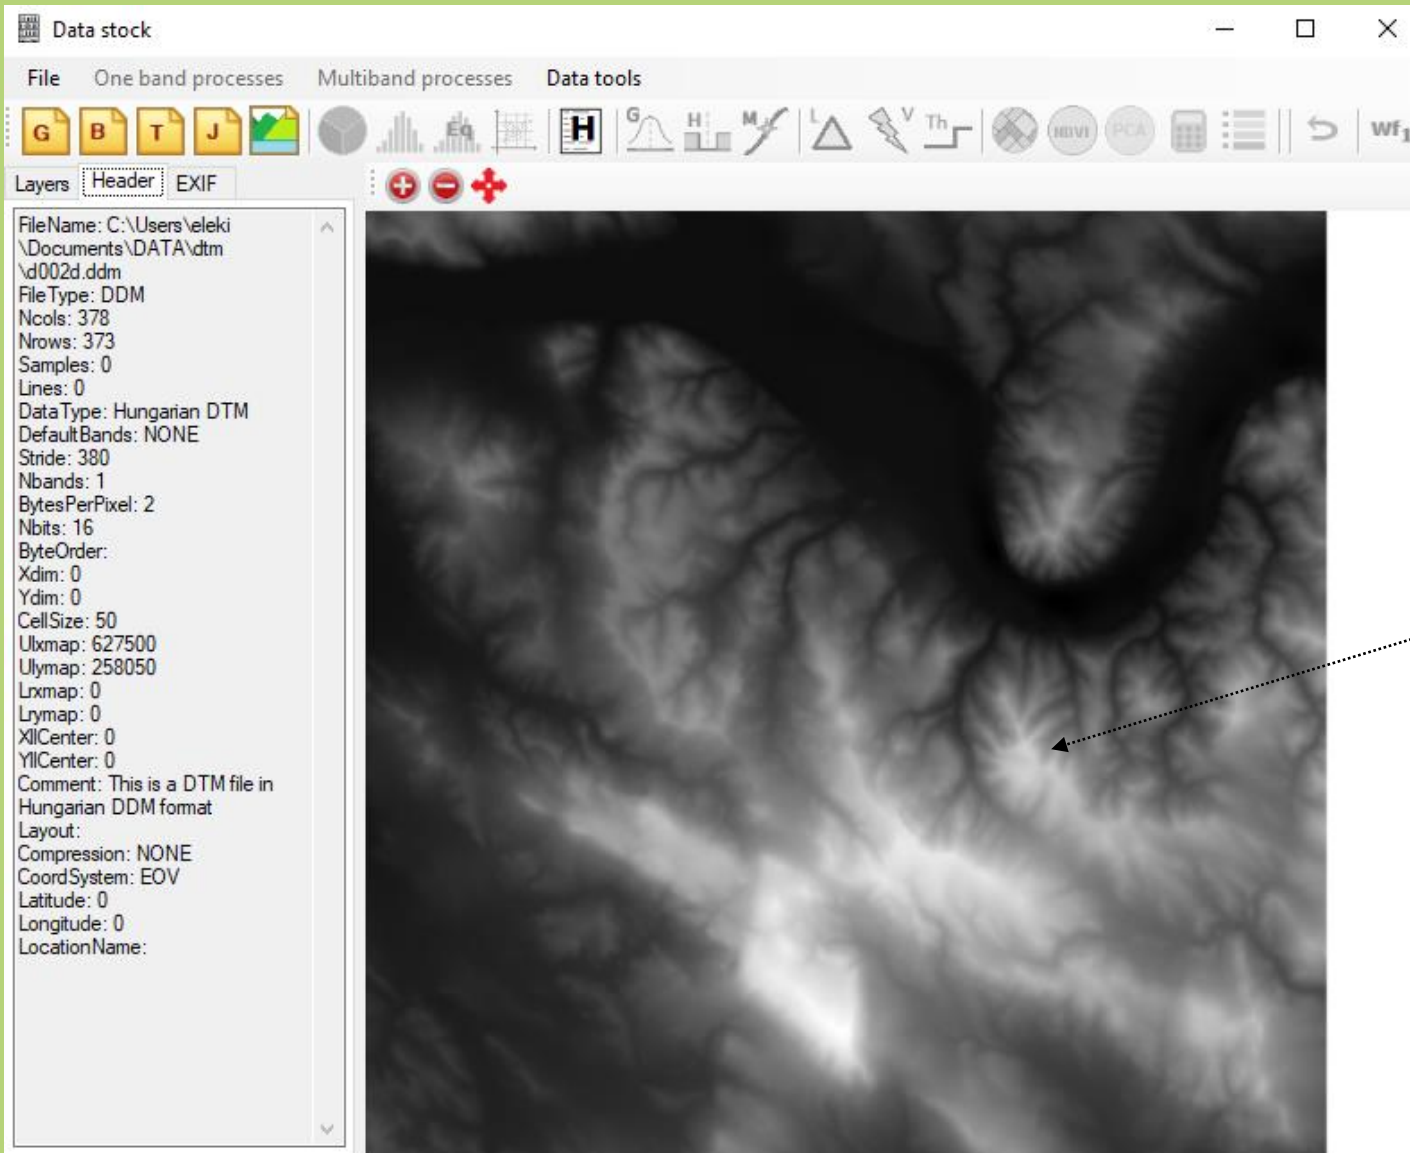 Data stock
File One band processes Multiband processes Data tools
G B T J Eq H G H M L V Th NDVI PCA wf1
Layers Header EXIF
FileName: C:\Users\eleki
\Documents\DATA\dtm
\d002d.ddm
FileType: DDM
Ncols: 378
Nrows: 373
Samples: 0
Lines: 0
DataType: Hungarian DTM
DefaultBands: NONE
Stride: 380
Nbands: 1
BytesPerPixel: 2
Nbits: 16
ByteOrder:
Xdim: 0
Ydim: 0
CellSize: 50
Ulxmap: 627500
Ulymap: 258050
Lrxmap: 0
Lrymap: 0
XllCenter: 0
YllCenter: 0
Comment: This is a DTM file in
Hungarian DDM format
Layout:
Compression: NONE
CoordSystem: EOV
Latitude: 0
Longitude: 0
LocationName: